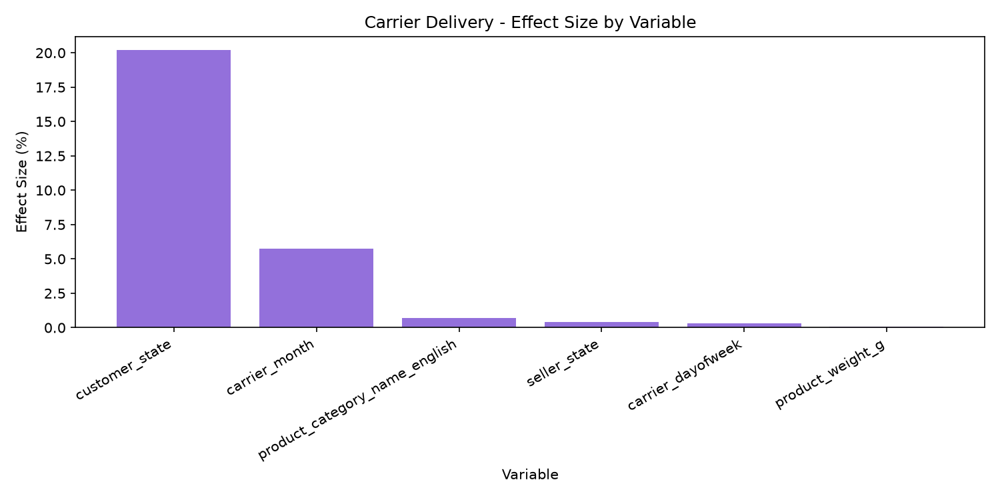 Carrier Delivery - Effect Size by Variable
Effect Size (%)
20.0
17.5
15.0
12.5
10.0
7.5
5.0
2.5
0.0
customer_state
carrier_month
product_category_name_english
seller_state
carrier_dayofweek
product_weight_g
Variable